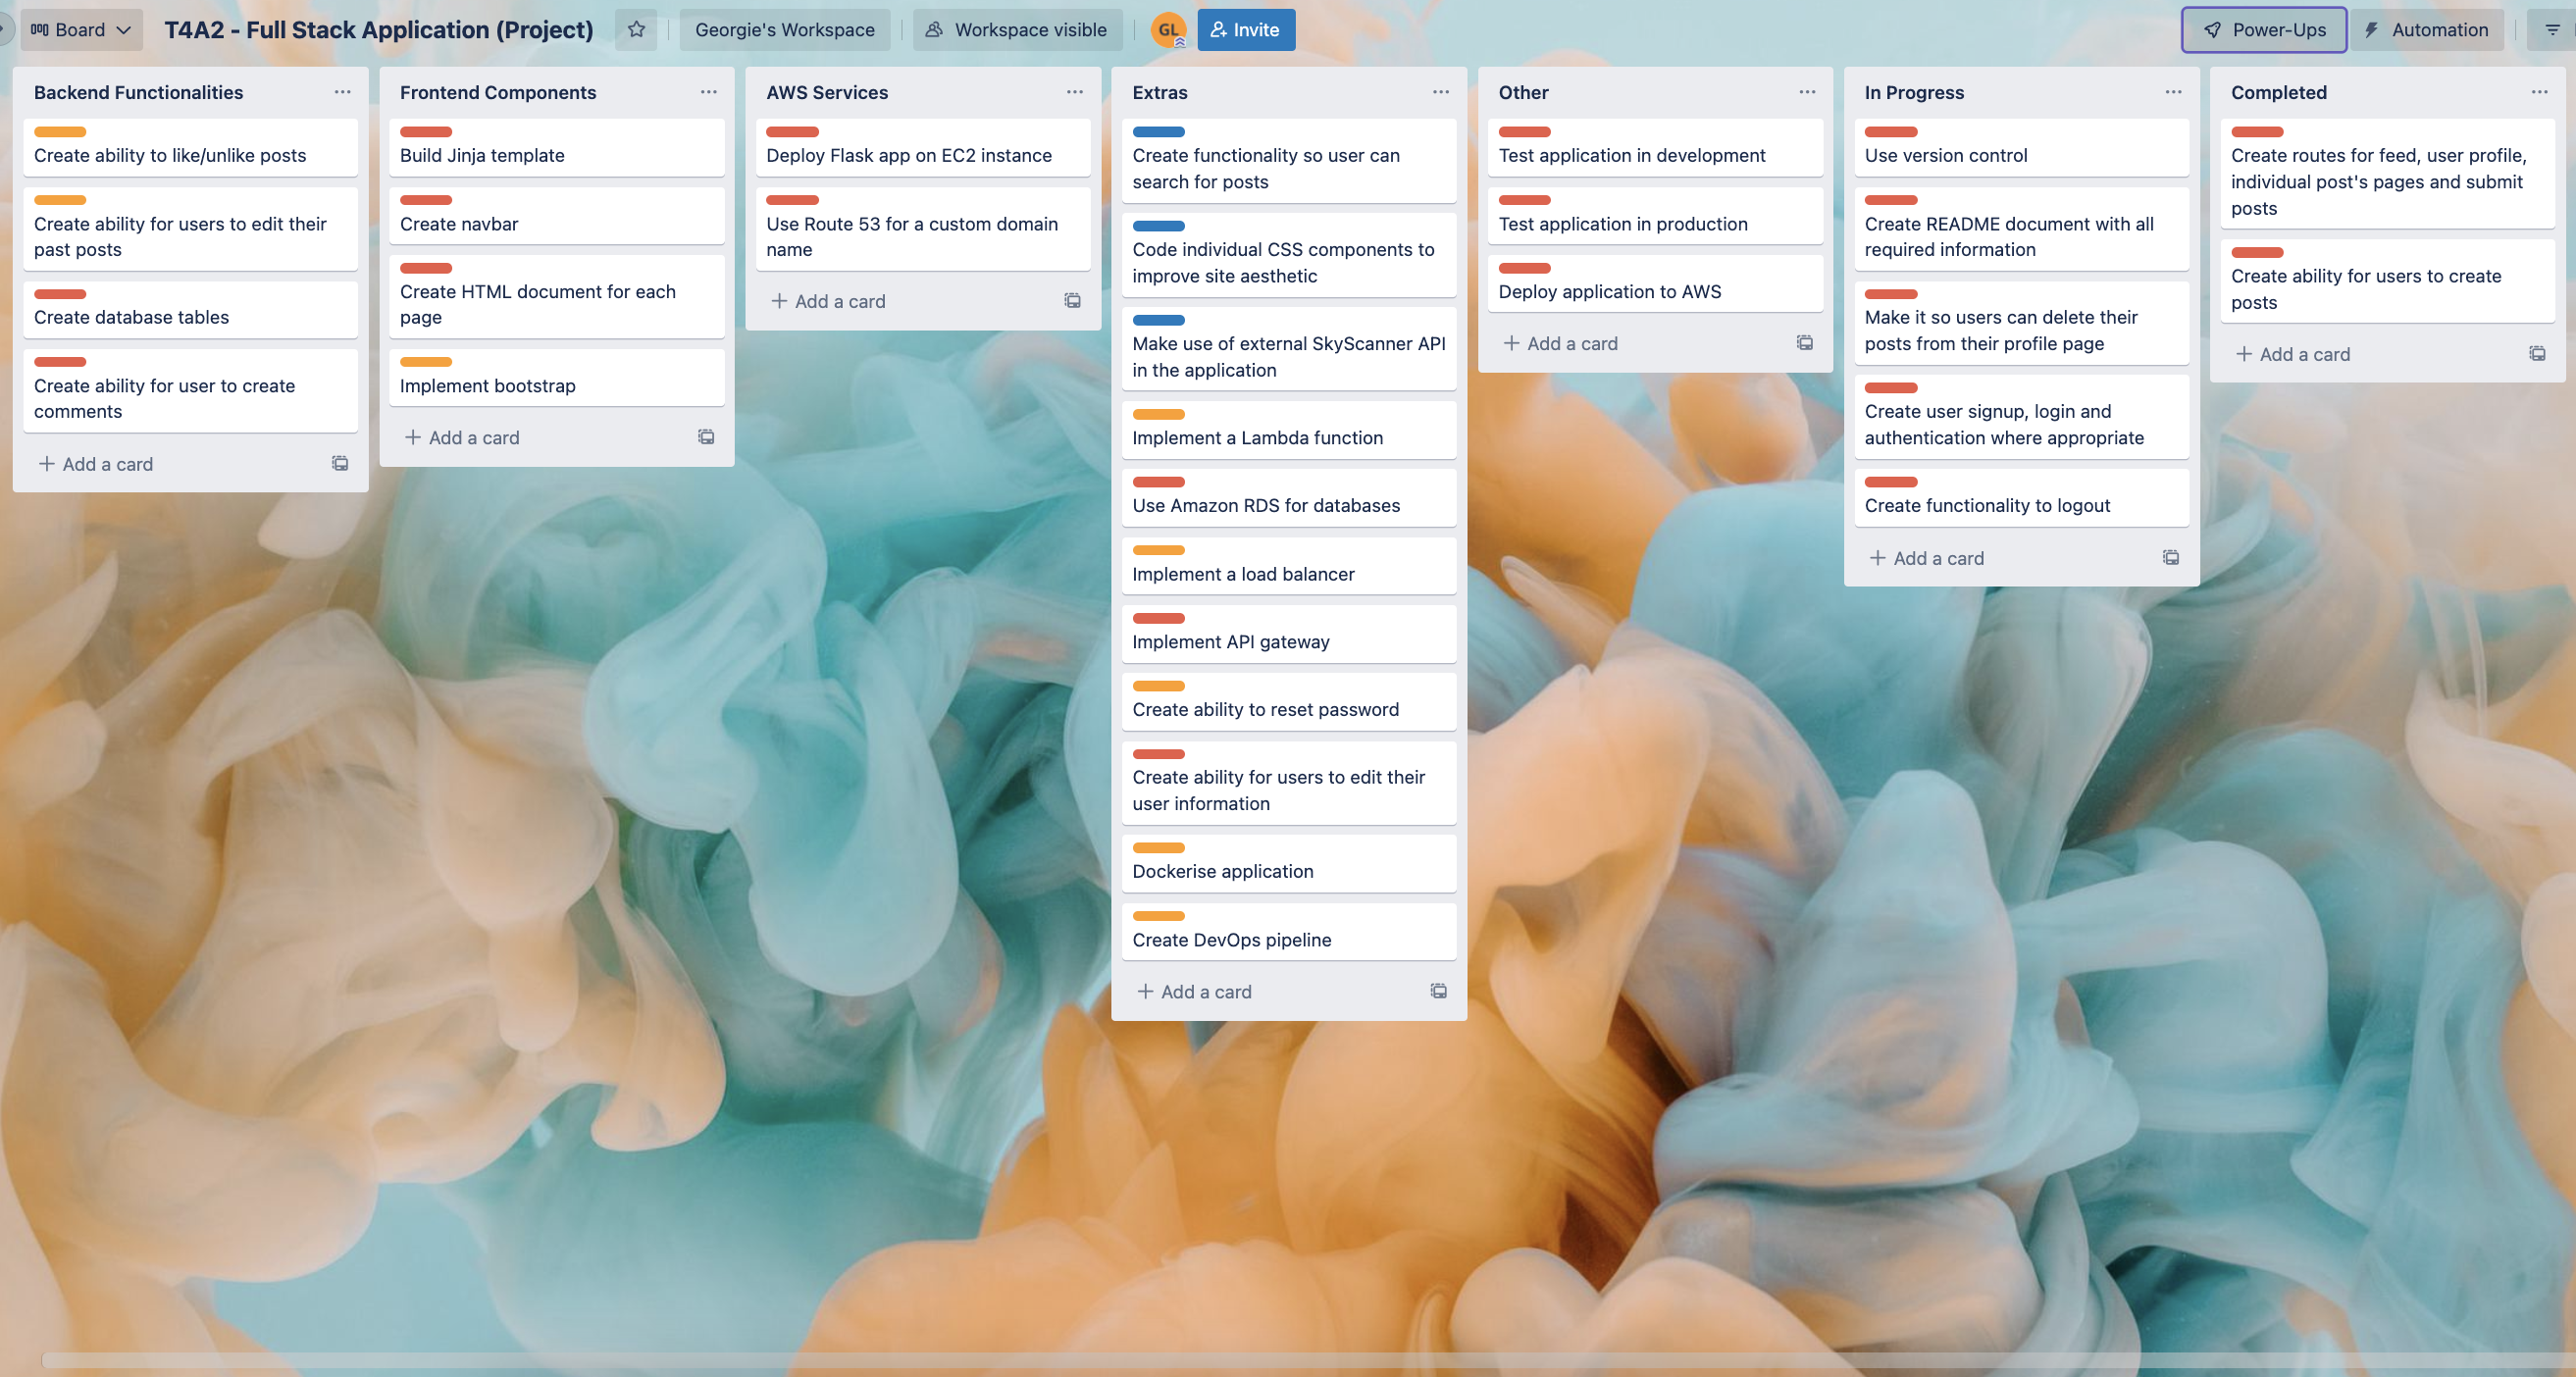 Board
T4A2 - Full Stack Application (Project)
Georgie's Workspace
Workspace visible
GL
Invite
Power-Ups
Automation
Backend Functionalities
Create ability to like/unlike posts
Create ability for users to edit their
past posts
Create database tables
Create ability for user to create
comments
Add a card
Frontend Components
Build Jinja template
Create navbar
Create HTML document for each
page
Implement bootstrap
Add a card
AWS Services
Deploy Flask app on EC2 instance
Use Route 53 for a custom domain
name
Add a card
Extras
Create functionality so user can
search for posts
Code individual CSS components to
improve site aesthetic
Make use of external SkyScanner API
in the application
Implement a Lambda function
Use Amazon RDS for databases
Implement a load balancer
Implement API gateway
Create ability to reset password
Create ability for users to edit their
user information
Dockerise application
Create DevOps pipeline
Add a card
Other
Test application in development
Test application in production
Deploy application to AWS
Add a card
In Progress
Use version control
Create README document with all
required information
Make it so users can delete their
posts from their profile page
Create user signup, login and
authentication where appropriate
Create functionality to logout
Add a card
Completed
Create routes for feed, user profile,
individual post's pages and submit
posts
Create ability for users to create
posts
Add a card